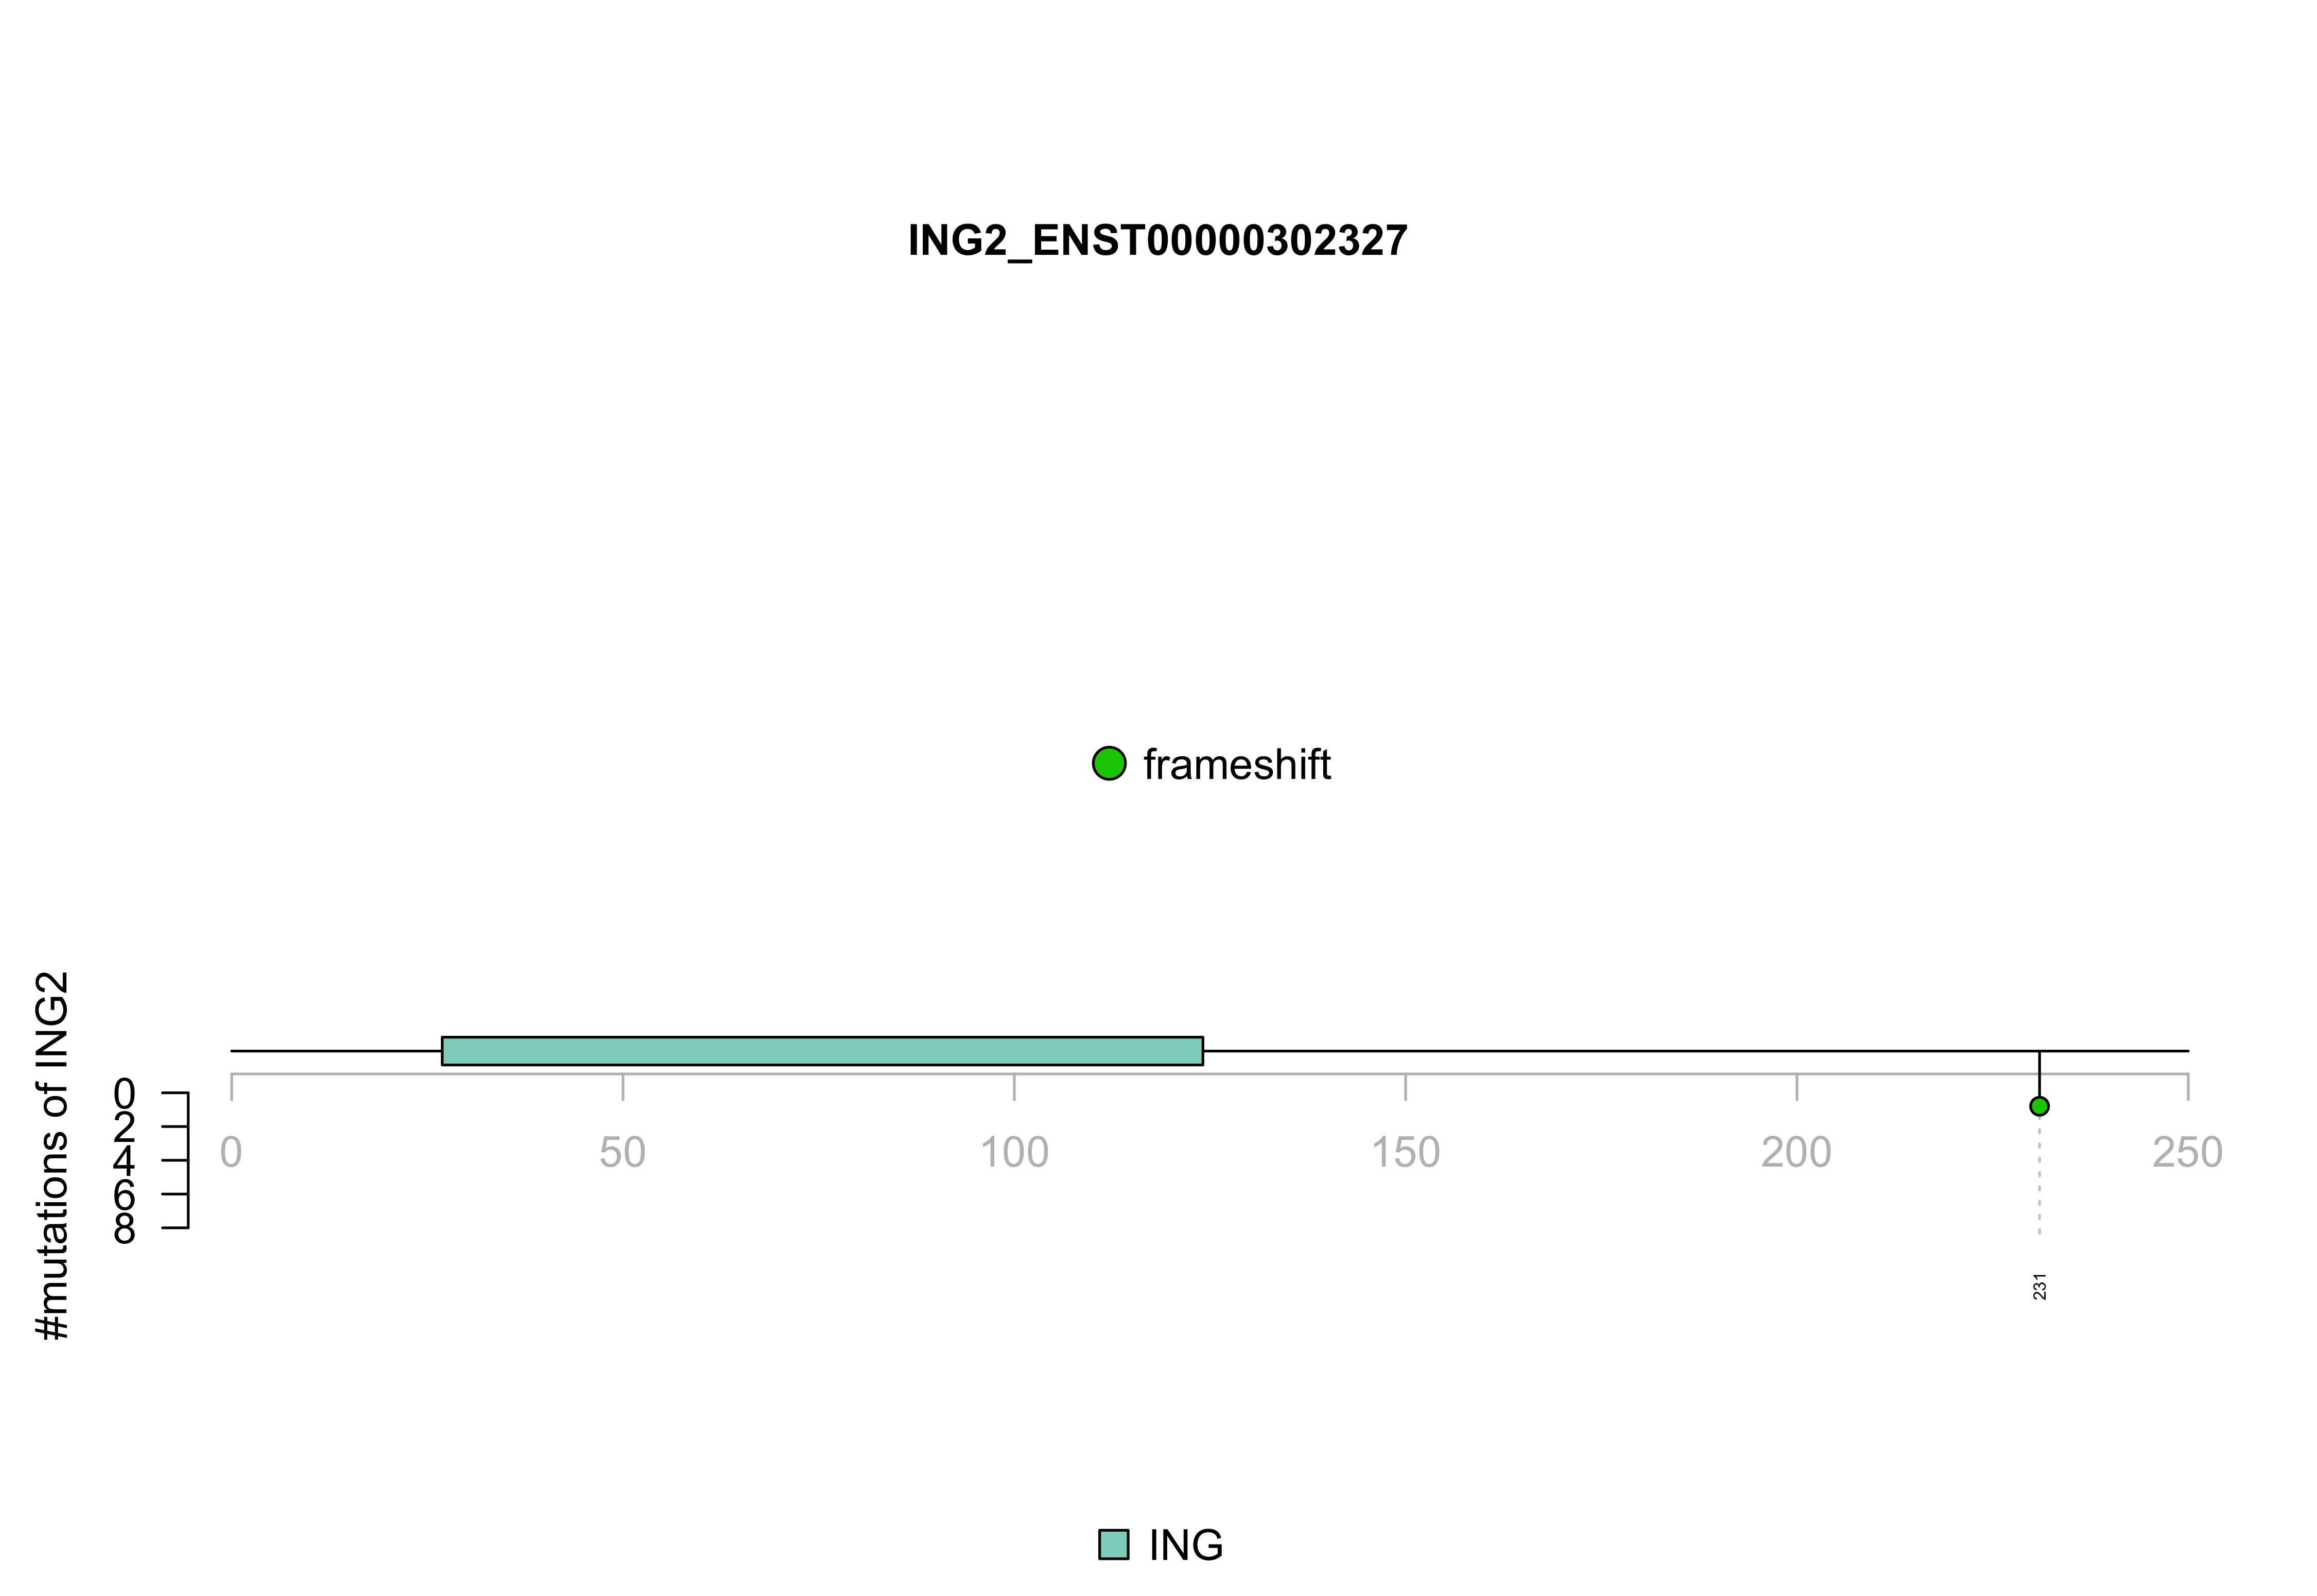 ING2_ENST00000302327
frameshift
#mutations of ING2
0
2
4
6
8
0 50 100 150 200 250
231
ING